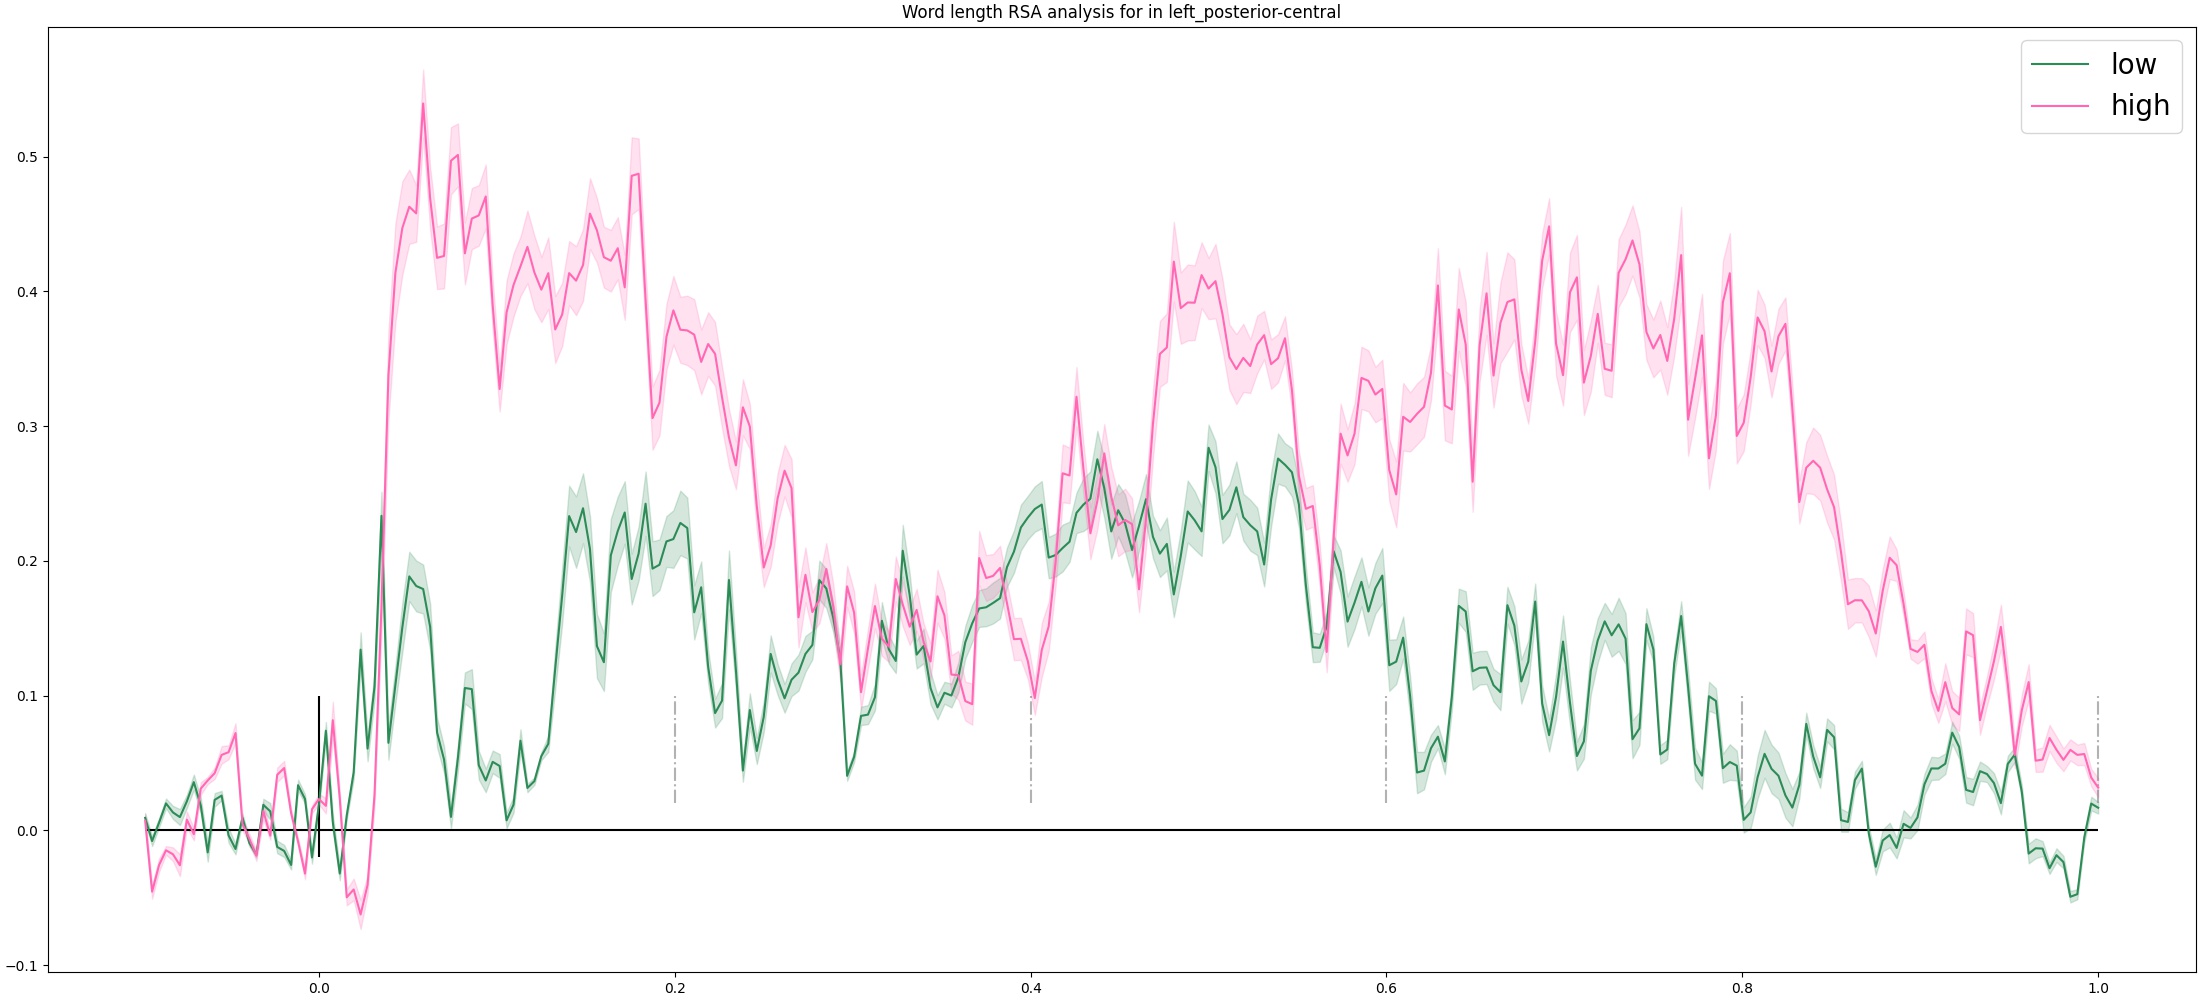 Word length RSA analysis for in left_posterior-central
low
high
0.5
0.4
0.3
0.2
0.1
0.0
−0.1
0.0 0.2 0.4 0.6 0.8 1.0